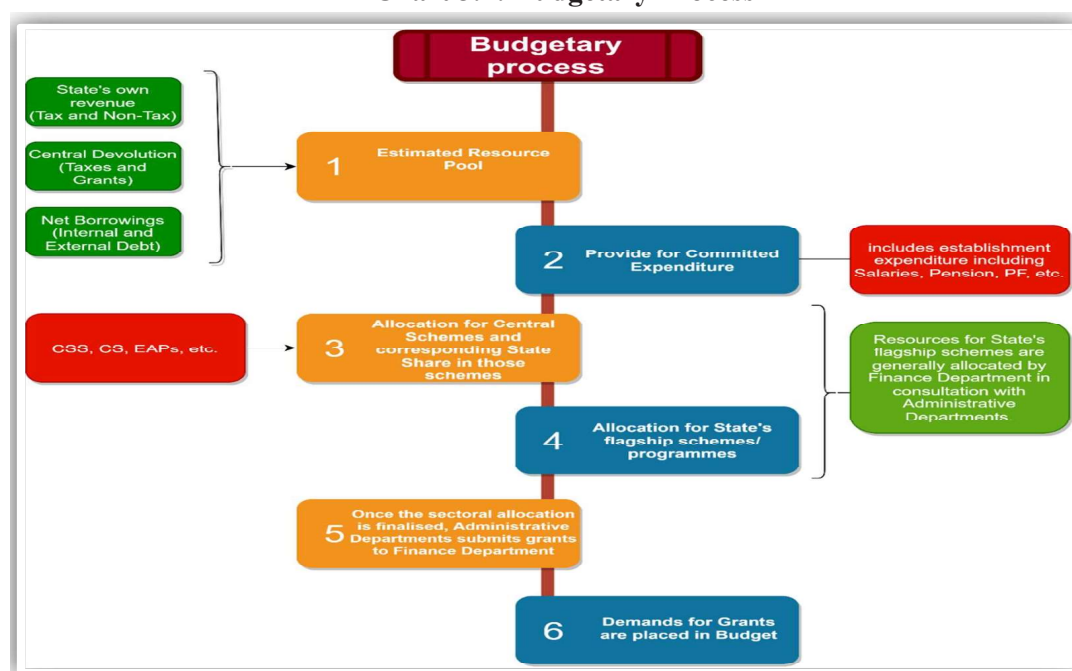 Budgetary Process
Budgetary
process
State's own
revenue
(Tax and Non-Tax)
Central Devolution
(Taxes and
Grants)
Net Borrowings
(Internal and
External Debt)
1
Estimated Resource
Pool
2
Provide for Committed
Expenditure
includes establishment
expenditure including
Salaries, Pension, PF, etc.
CSS, CS, EAPs, etc.
3
Allocation for Central
Schemes and
corresponding State
Share in those
schemes
4
Allocation for State's
flagship schemes/
programmes
Resources for State's
flagship schemes are
generally allocated by
Finance Department in
consultation with
Administrative
Departments.
5
Once the sectoral allocation
is finalised, Administrative
Departments submits grants
to Finance Department
6
Demands for Grants
are placed in Budget